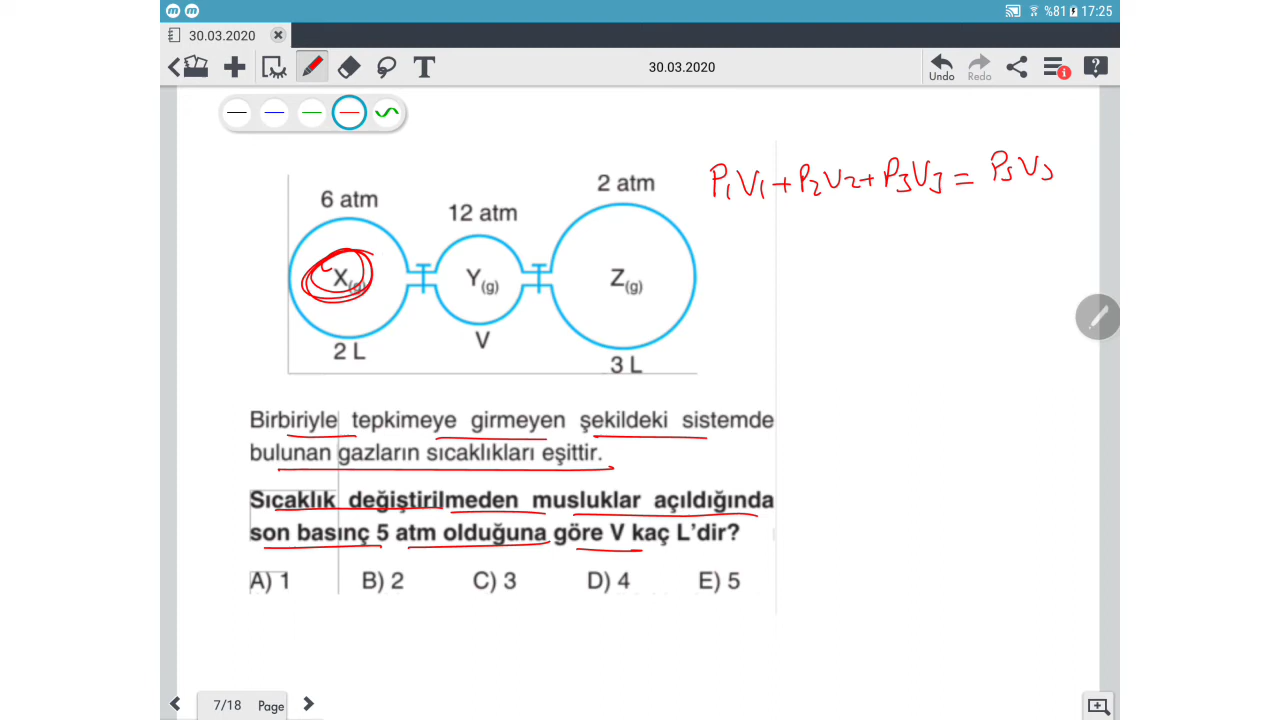 %81 17:25
30.03.2020
T
30.03.2020
Undo
Redo
2 atm
P₁V₁+P₂V₂+P₃V₃ = PₛVₛ
6 atm
12 atm
X(g)
Y(g)
Z(g)
2 L
V
3 L
Birbiriyle tepkimeye girmeyen şekildeki sistemde
bulunan gazların sıcaklıkları eşittir.
Sıcaklık değiştirilmeden musluklar açıldığında
son basınç 5 atm olduğuna göre V kaç L'dir?
A) 1 B) 2 C) 3 D) 4 E) 5
7/18 Page